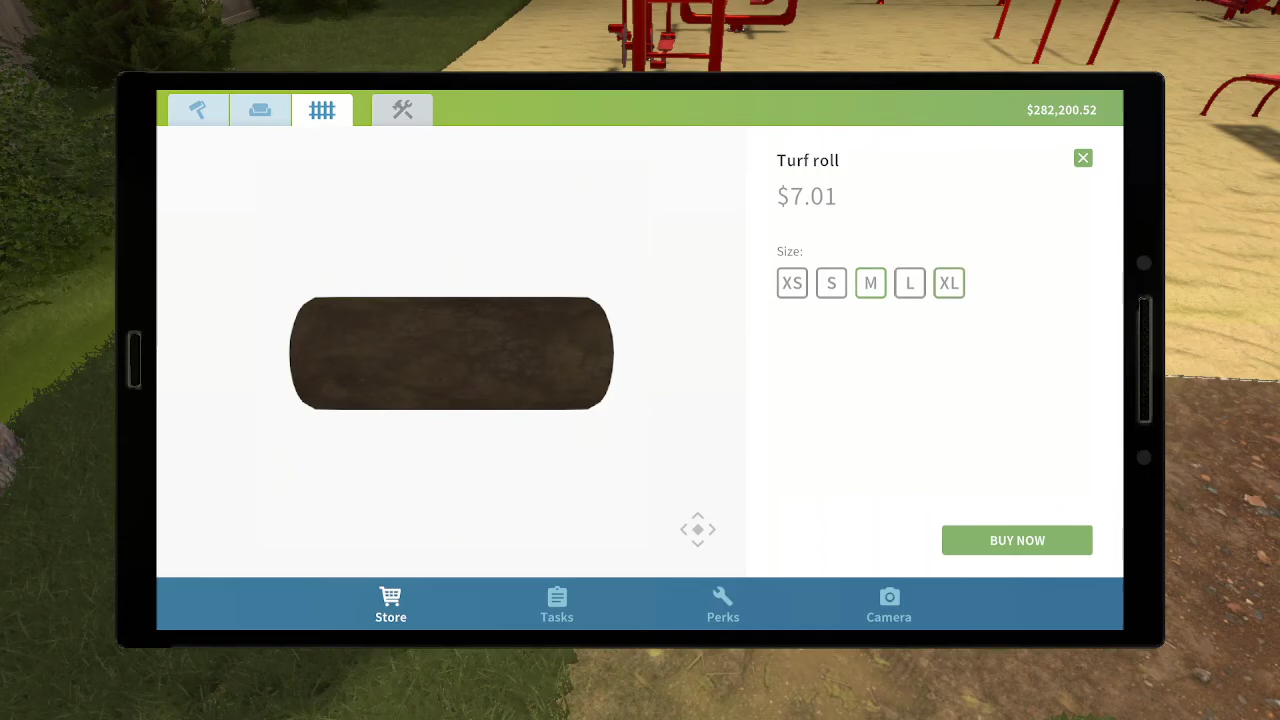 $282,200.52
Turf roll
$7.01
Size:
XS S M L XL
BUY NOW
Store Tasks Perks Camera